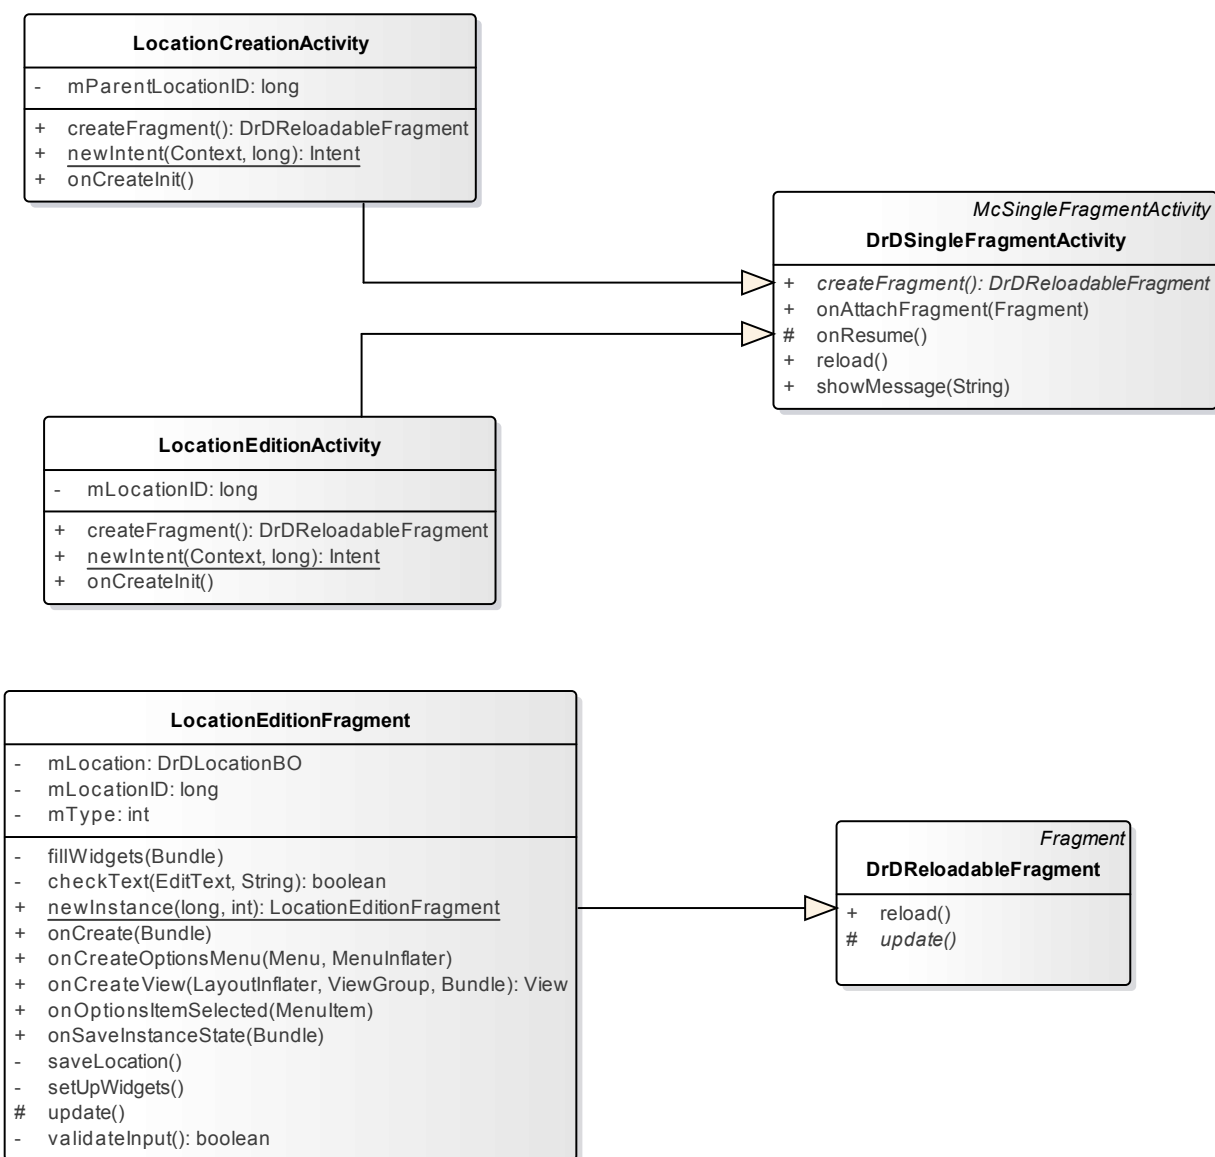 LocationCreationActivity
- mParentLocationID: long
+ createFragment(): DrDReloadableFragment
+ newIntent(Context, long): Intent
+ onCreateInit()
McSingleFragmentActivity
DrDSingleFragmentActivity
+ createFragment(): DrDReloadableFragment
+ onAttachFragment(Fragment)
# onResume()
+ reload()
+ showMessage(String)
LocationEditionActivity
- mLocationID: long
+ createFragment(): DrDReloadableFragment
+ newIntent(Context, long): Intent
+ onCreateInit()
LocationEditionFragment
- mLocation: DrDLocationBO
- mLocationID: long
- mType: int
- fillWidgets(Bundle)
- checkText(EditText, String): boolean
+ newInstance(long, int): LocationEditionFragment
+ onCreate(Bundle)
+ onCreateOptionsMenu(Menu, MenuInflater)
+ onCreateView(LayoutInflater, ViewGroup, Bundle): View
+ onOptionsItemSelected(MenuItem)
+ onSaveInstanceState(Bundle)
- saveLocation()
- setUpWidgets()
# update()
- validateInput(): boolean
Fragment
DrDReloadableFragment
+ reload()
# update()